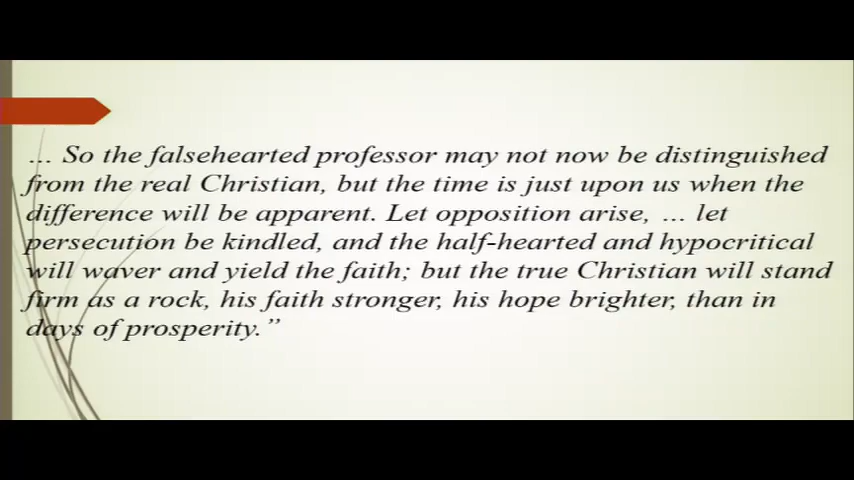 … So the falsehearted professor may not now be distinguished
from the real Christian, but the time is just upon us when the
difference will be apparent. Let opposition arise, … let
persecution be kindled, and the half-hearted and hypocritical
will waver and yield the faith; but the true Christian will stand
firm as a rock, his faith stronger, his hope brighter, than in
days of prosperity.”